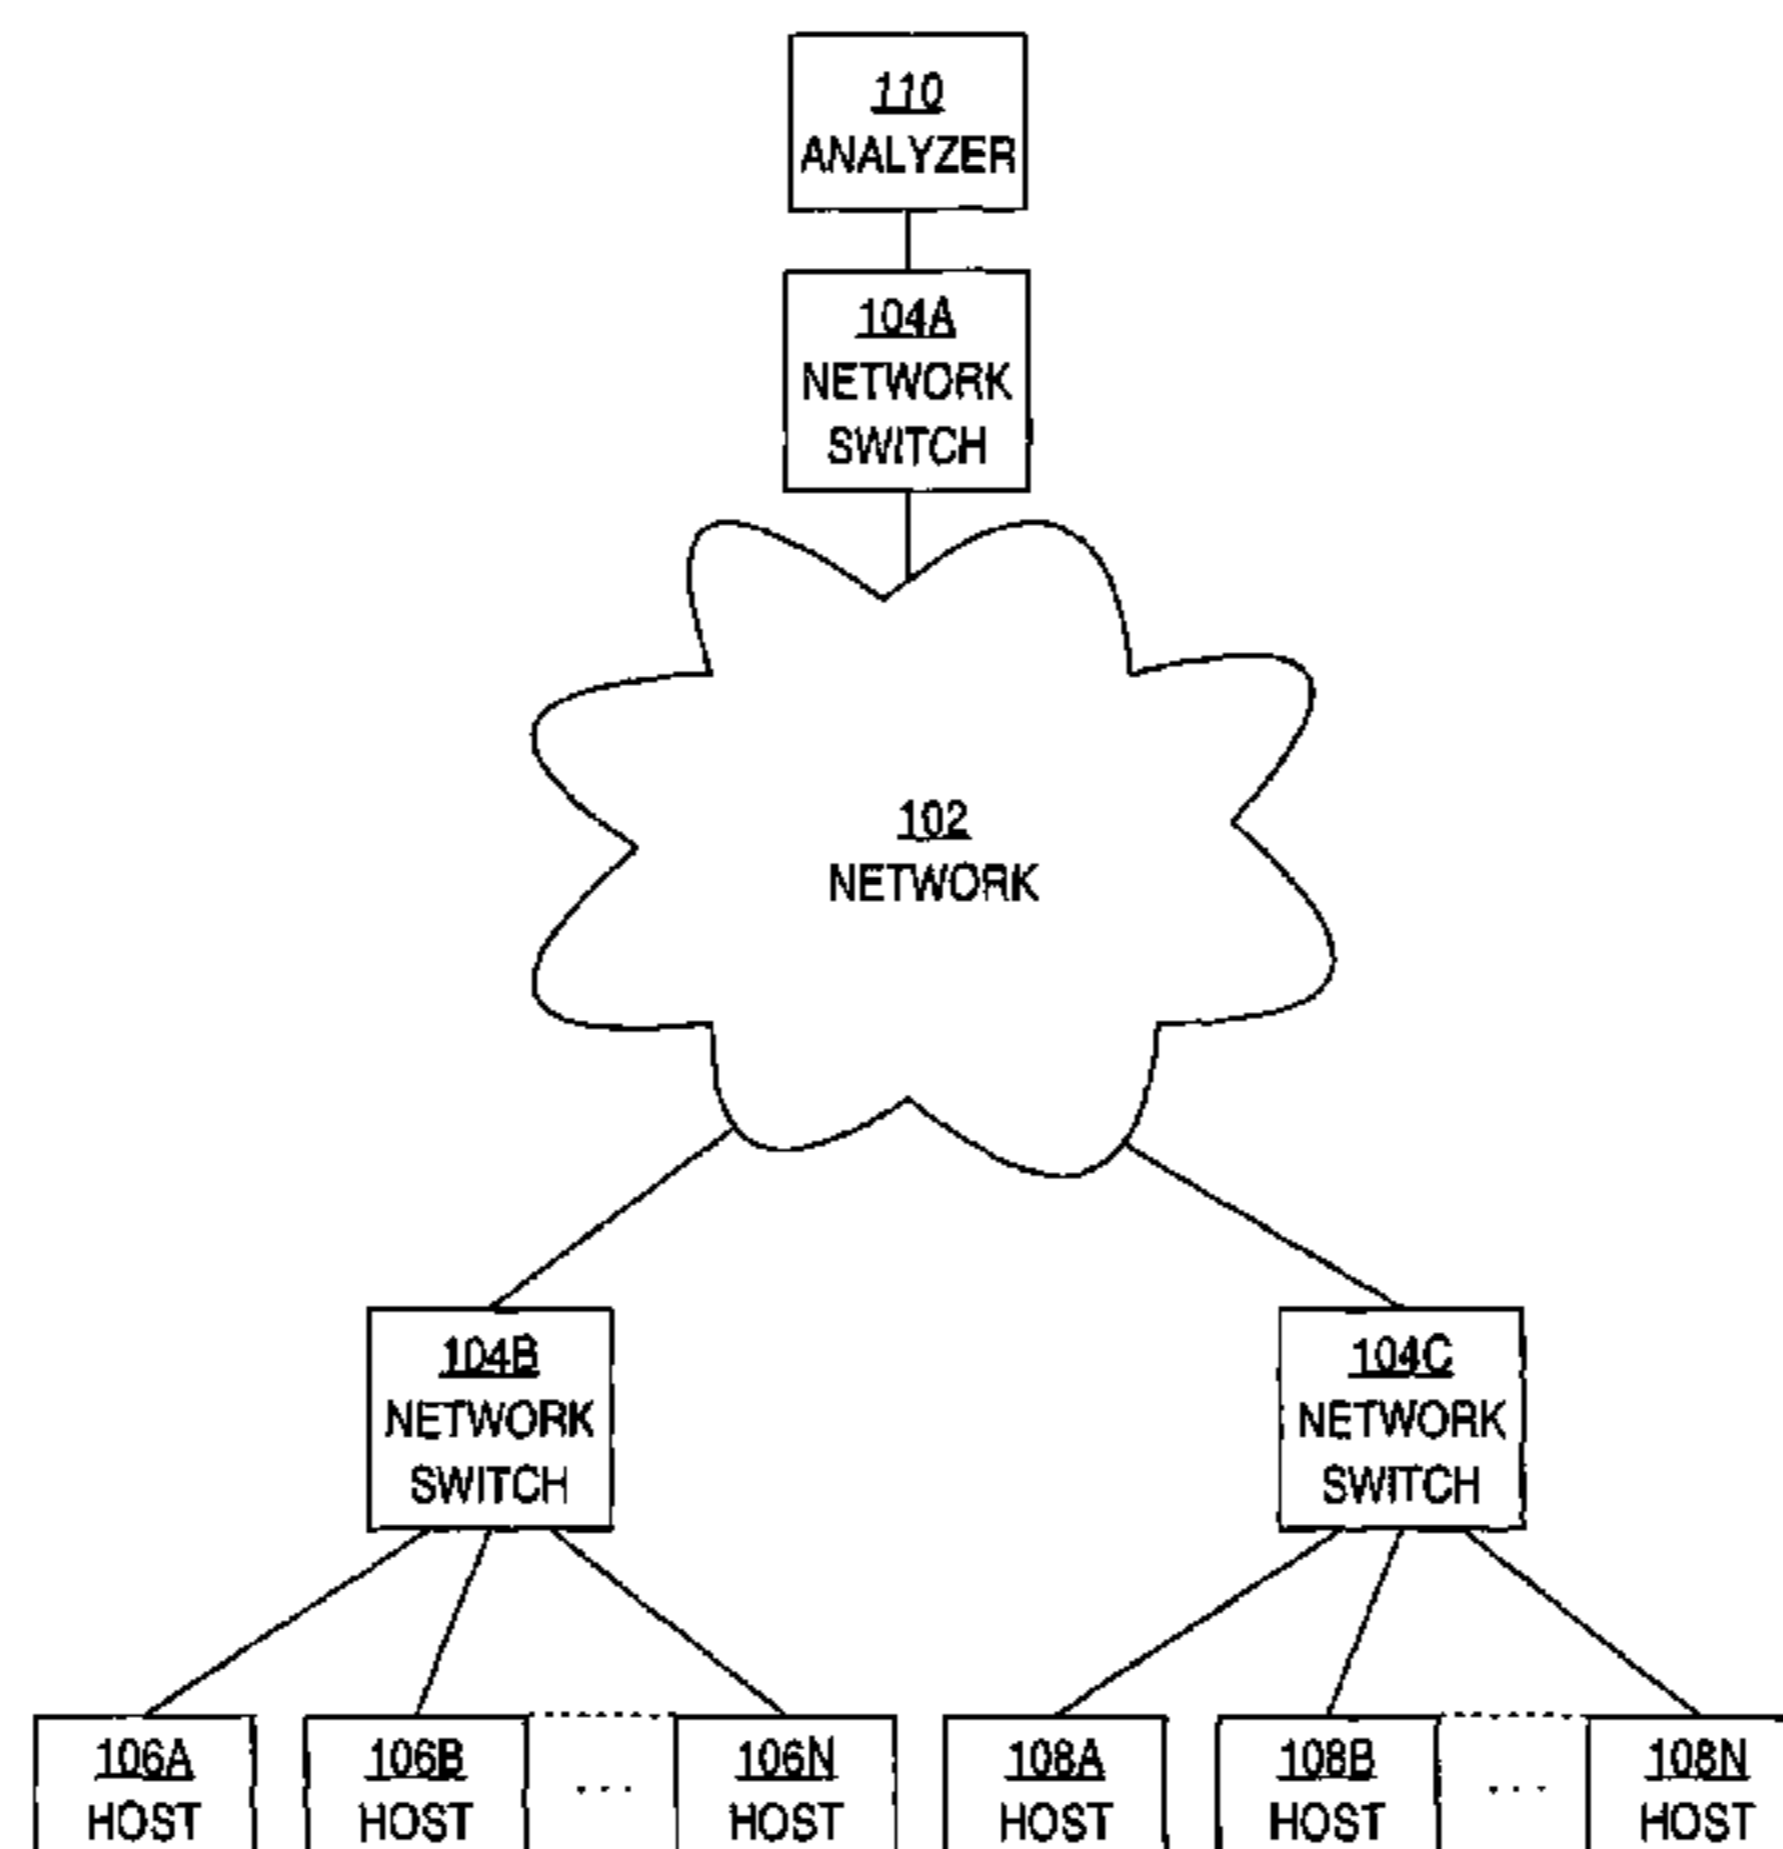 110
ANALYZER
104A
NETWORK
SWITCH
102
NETWORK
104B
NETWORK
SWITCH
104C
NETWORK
SWITCH
106A
HOST
106B
HOST
...
106N
HOST
108A
HOST
108B
HOST
...
108N
HOST